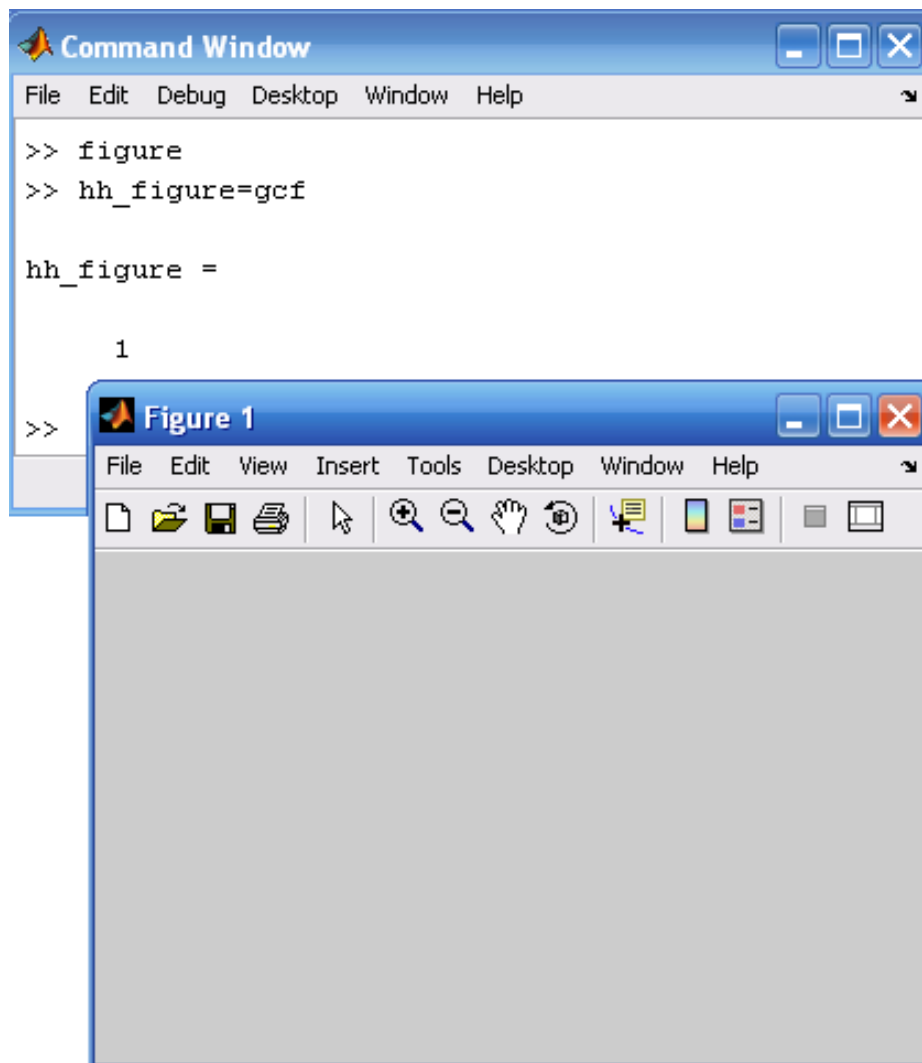 Command Window
File Edit Debug Desktop Window Help
>> figure
>> hh_figure=gcf
hh_figure =
1
>>
Figure 1
File Edit View Insert Tools Desktop Window Help